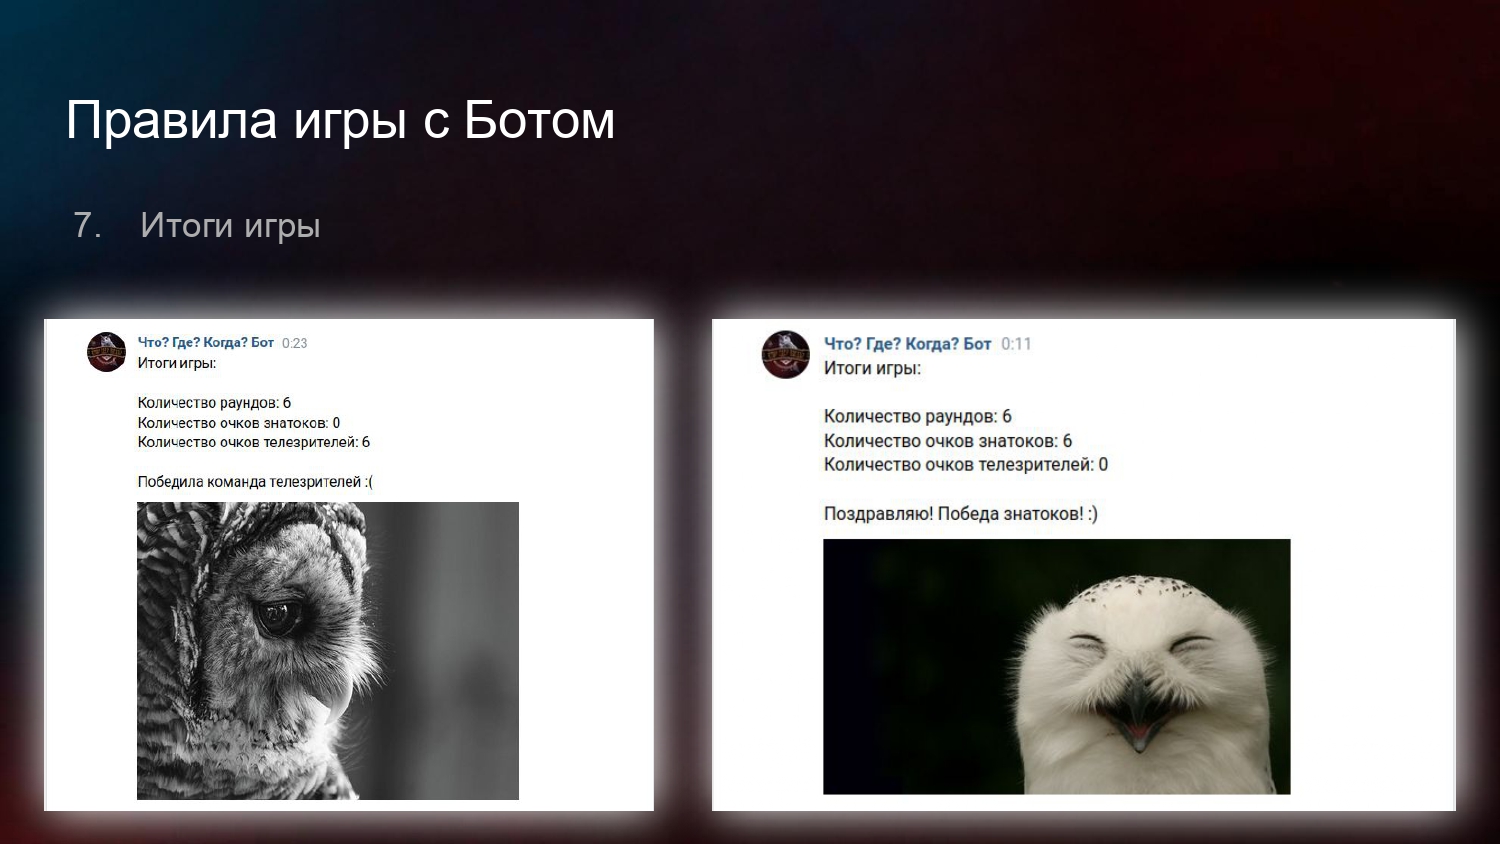 Правила игры с Ботом
7. Итоги игры
Что? Где? Когда? Бот 0:23
Итоги игры:
Количество раундов: 6
Количество очков знатоков: 0
Количество очков телезрителей: 6
Победила команда телезрителей :(
Что? Где? Когда? Бот 0:11
Итоги игры:
Количество раундов: 6
Количество очков знатоков: 6
Количество очков телезрителей: 0
Поздравляю! Победа знатоков! :)